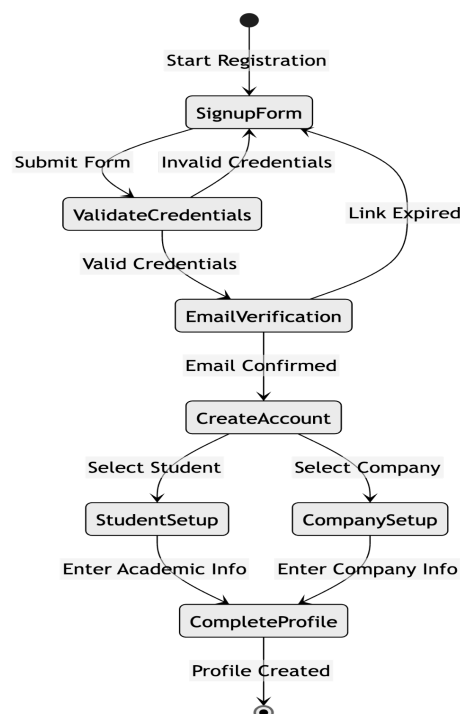 Start Registration
SignupForm
Submit Form
Invalid Credentials
ValidateCredentials
Link Expired
Valid Credentials
EmailVerification
Email Confirmed
CreateAccount
Select Student
Select Company
StudentSetup
CompanySetup
Enter Academic Info
Enter Company Info
CompleteProfile
Profile Created